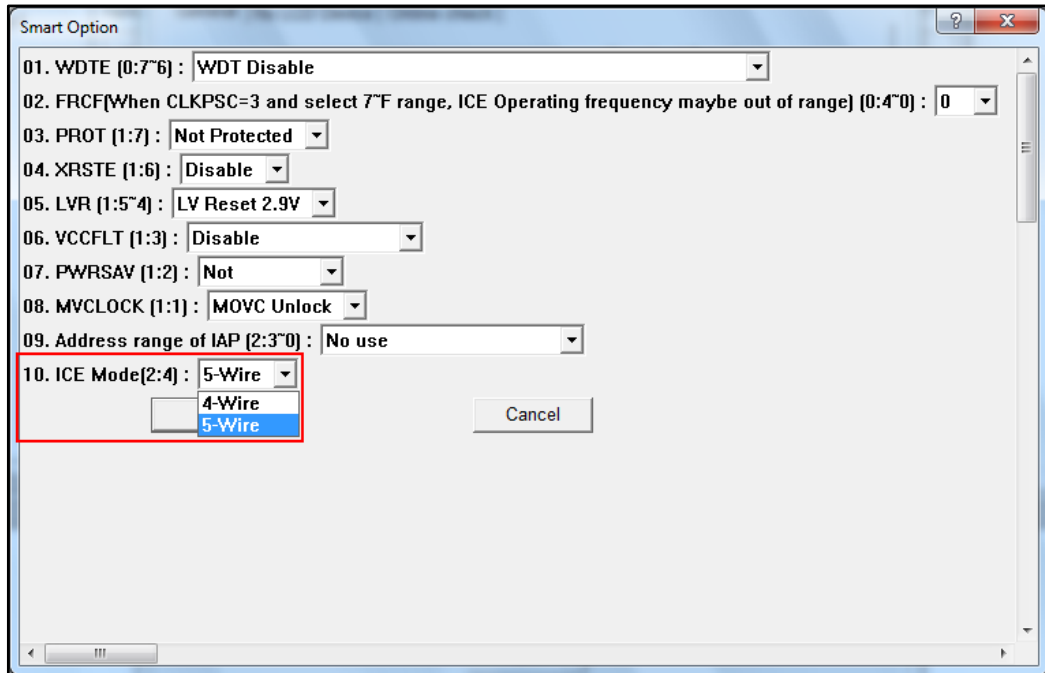 Smart Option
01. WDTE (0:7~6) : WDT Disable
02. FRCF(When CLKPSC=3 and select 7~F range, ICE Operating frequency maybe out of range) (0:4~0) : 0
03. PROT (1:7) : Not Protected
04. XRSTE (1:6) : Disable
05. LVR (1:5~4) : LV Reset 2.9V
06. VCCFLT (1:3) : Disable
07. PWRSAV (1:2) : Not
08. MVCLOCK (1:1) : MOVC Unlock
09. Address range of IAP (2:3~0) : No use
10. ICE Mode(2:4) : 5-Wire
4-Wire
5-Wire
Cancel